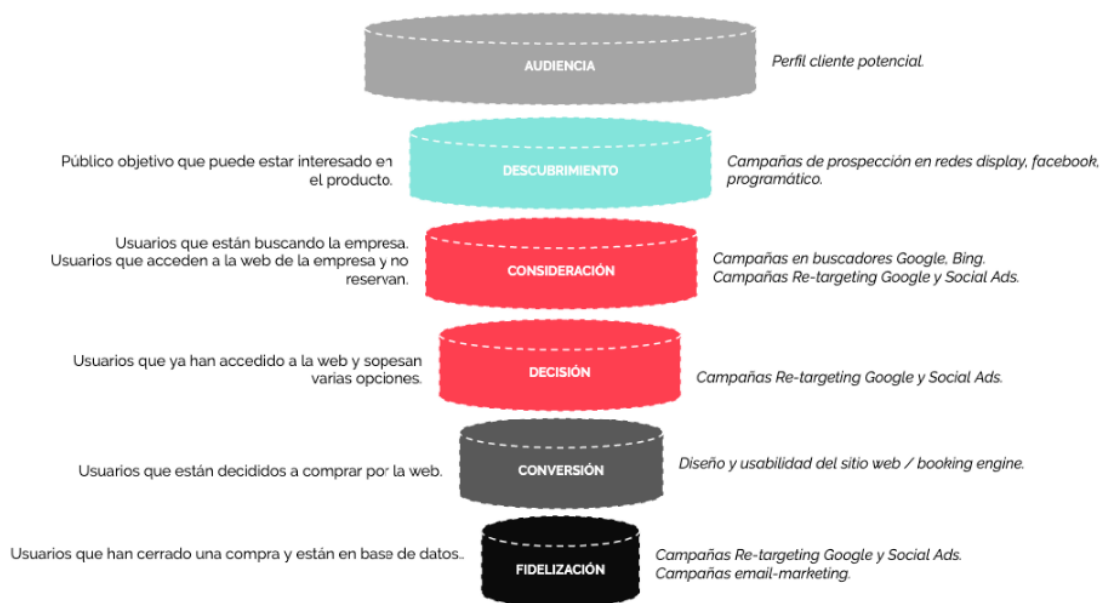 AUDIENCIA
Perfil cliente potencial.
Público objetivo que puede estar interesado en
el producto.
DESCUBRIMIENTO
Campañas de prospección en redes display, facebook,
programático.
Usuarios que están buscando la empresa.
Usuarios que acceden a la web de la empresa y no
reservan.
CONSIDERACIÓN
Campañas en buscadores Google, Bing.
Campañas Re-targeting Google y Social Ads.
Usuarios que ya han accedido a la web y sopesan
varias opciones.
DECISIÓN
Campañas Re-targeting Google y Social Ads.
Usuarios que están decididos a comprar por la web.
CONVERSIÓN
Diseño y usabilidad del sitio web / booking engine.
Usuarios que han cerrado una compra y están en base de datos..
FIDELIZACIÓN
Campañas Re-targeting Google y Social Ads.
Campañas email-marketing.